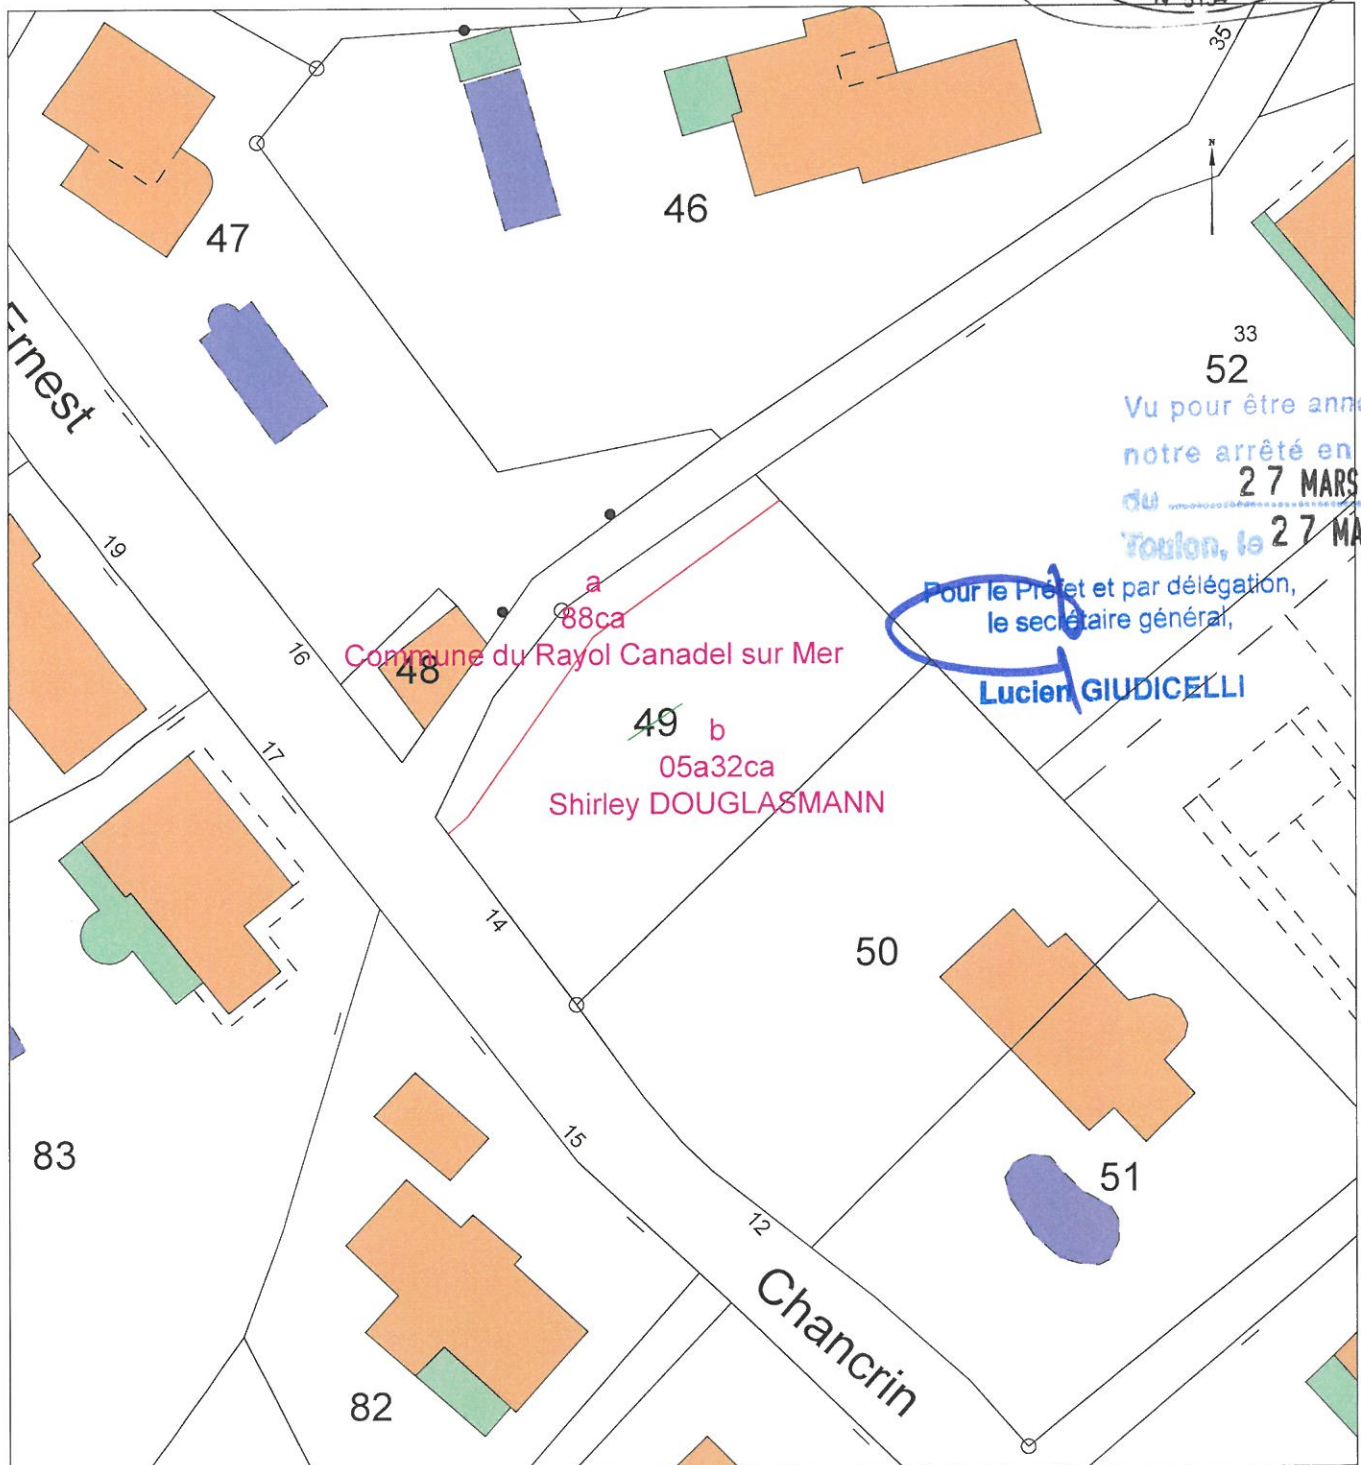 35
46
47
33
52
Ernest
Vu pour être
notre arrêté en
du 27 MARS
Toulon, le 27
Pour le Préfet et par délégation,
le secrétaire général,
Lucien GIUDICELLI
19
16
a
88ca
Commune du Rayol Canadel sur Mer
48
49
b
05a32ca
Shirley DOUGLASMANN
17
14
50
83
15
51
12
Chancrin
82